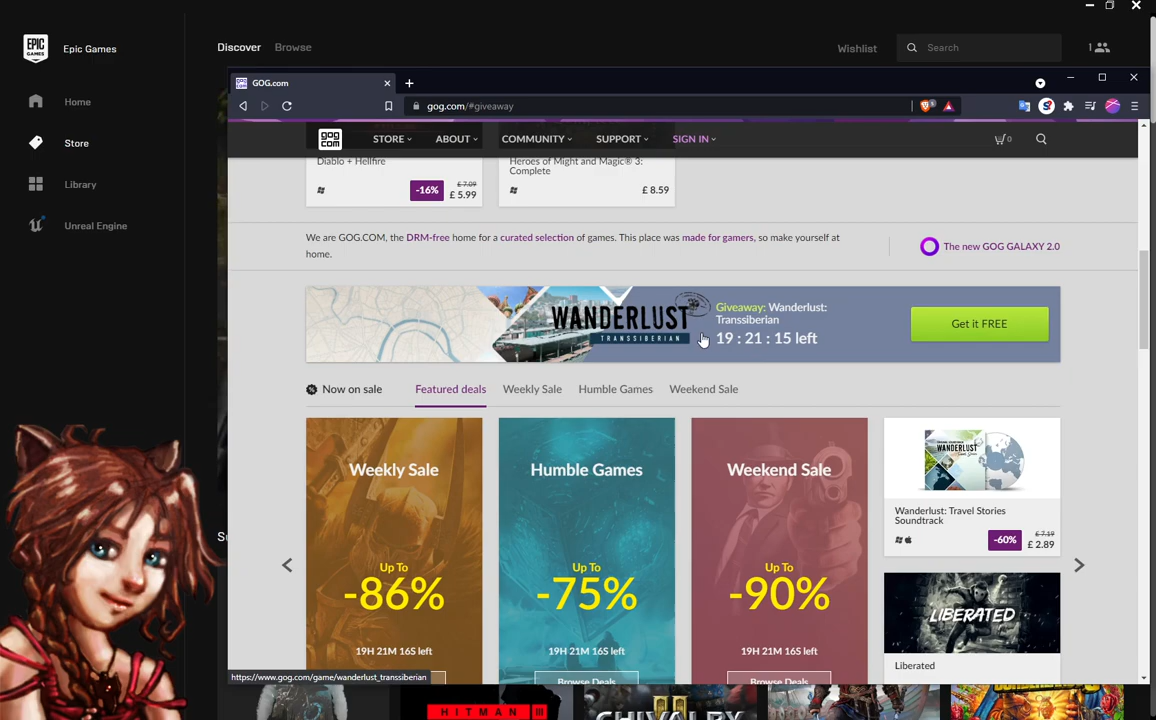 EPIC
GAMES
Epic Games
Discover
Browse
Wishlist
Search
1
Home
Store
Library
Unreal Engine
GOG.com
gog.com/#giveaway
GOG
COM
STORE
ABOUT
COMMUNITY
SUPPORT
SIGN IN
0
Diablo + Hellfire
-16%
£ 7.09
£ 5.99
Heroes of Might and Magic® 3:
Complete
£ 8.59
We are GOG.COM, the DRM-free home for a curated selection of games. This place was made for gamers, so make yourself at
home.
The new GOG GALAXY 2.0
WANDERLUST
TRANSSIBERIAN
Giveaway: Wanderlust:
Transsiberian
19 : 21 : 15 left
Get it FREE
Now on sale
Featured deals
Weekly Sale
Humble Games
Weekend Sale
Weekly Sale
Up To
-86%
19H 21M 16S left
Humble Games
Up To
-75%
19H 21M 16S left
Browse Deals
Weekend Sale
Up To
-90%
19H 21M 16S left
Browse Deals
WANDERLUST
Wanderlust: Travel Stories
Soundtrack
-60%
£ 7.19
£ 2.89
LIBERATED
Liberated
https://www.gog.com/game/wanderlust_transsiberian
HITMAN III
CHIVALRY